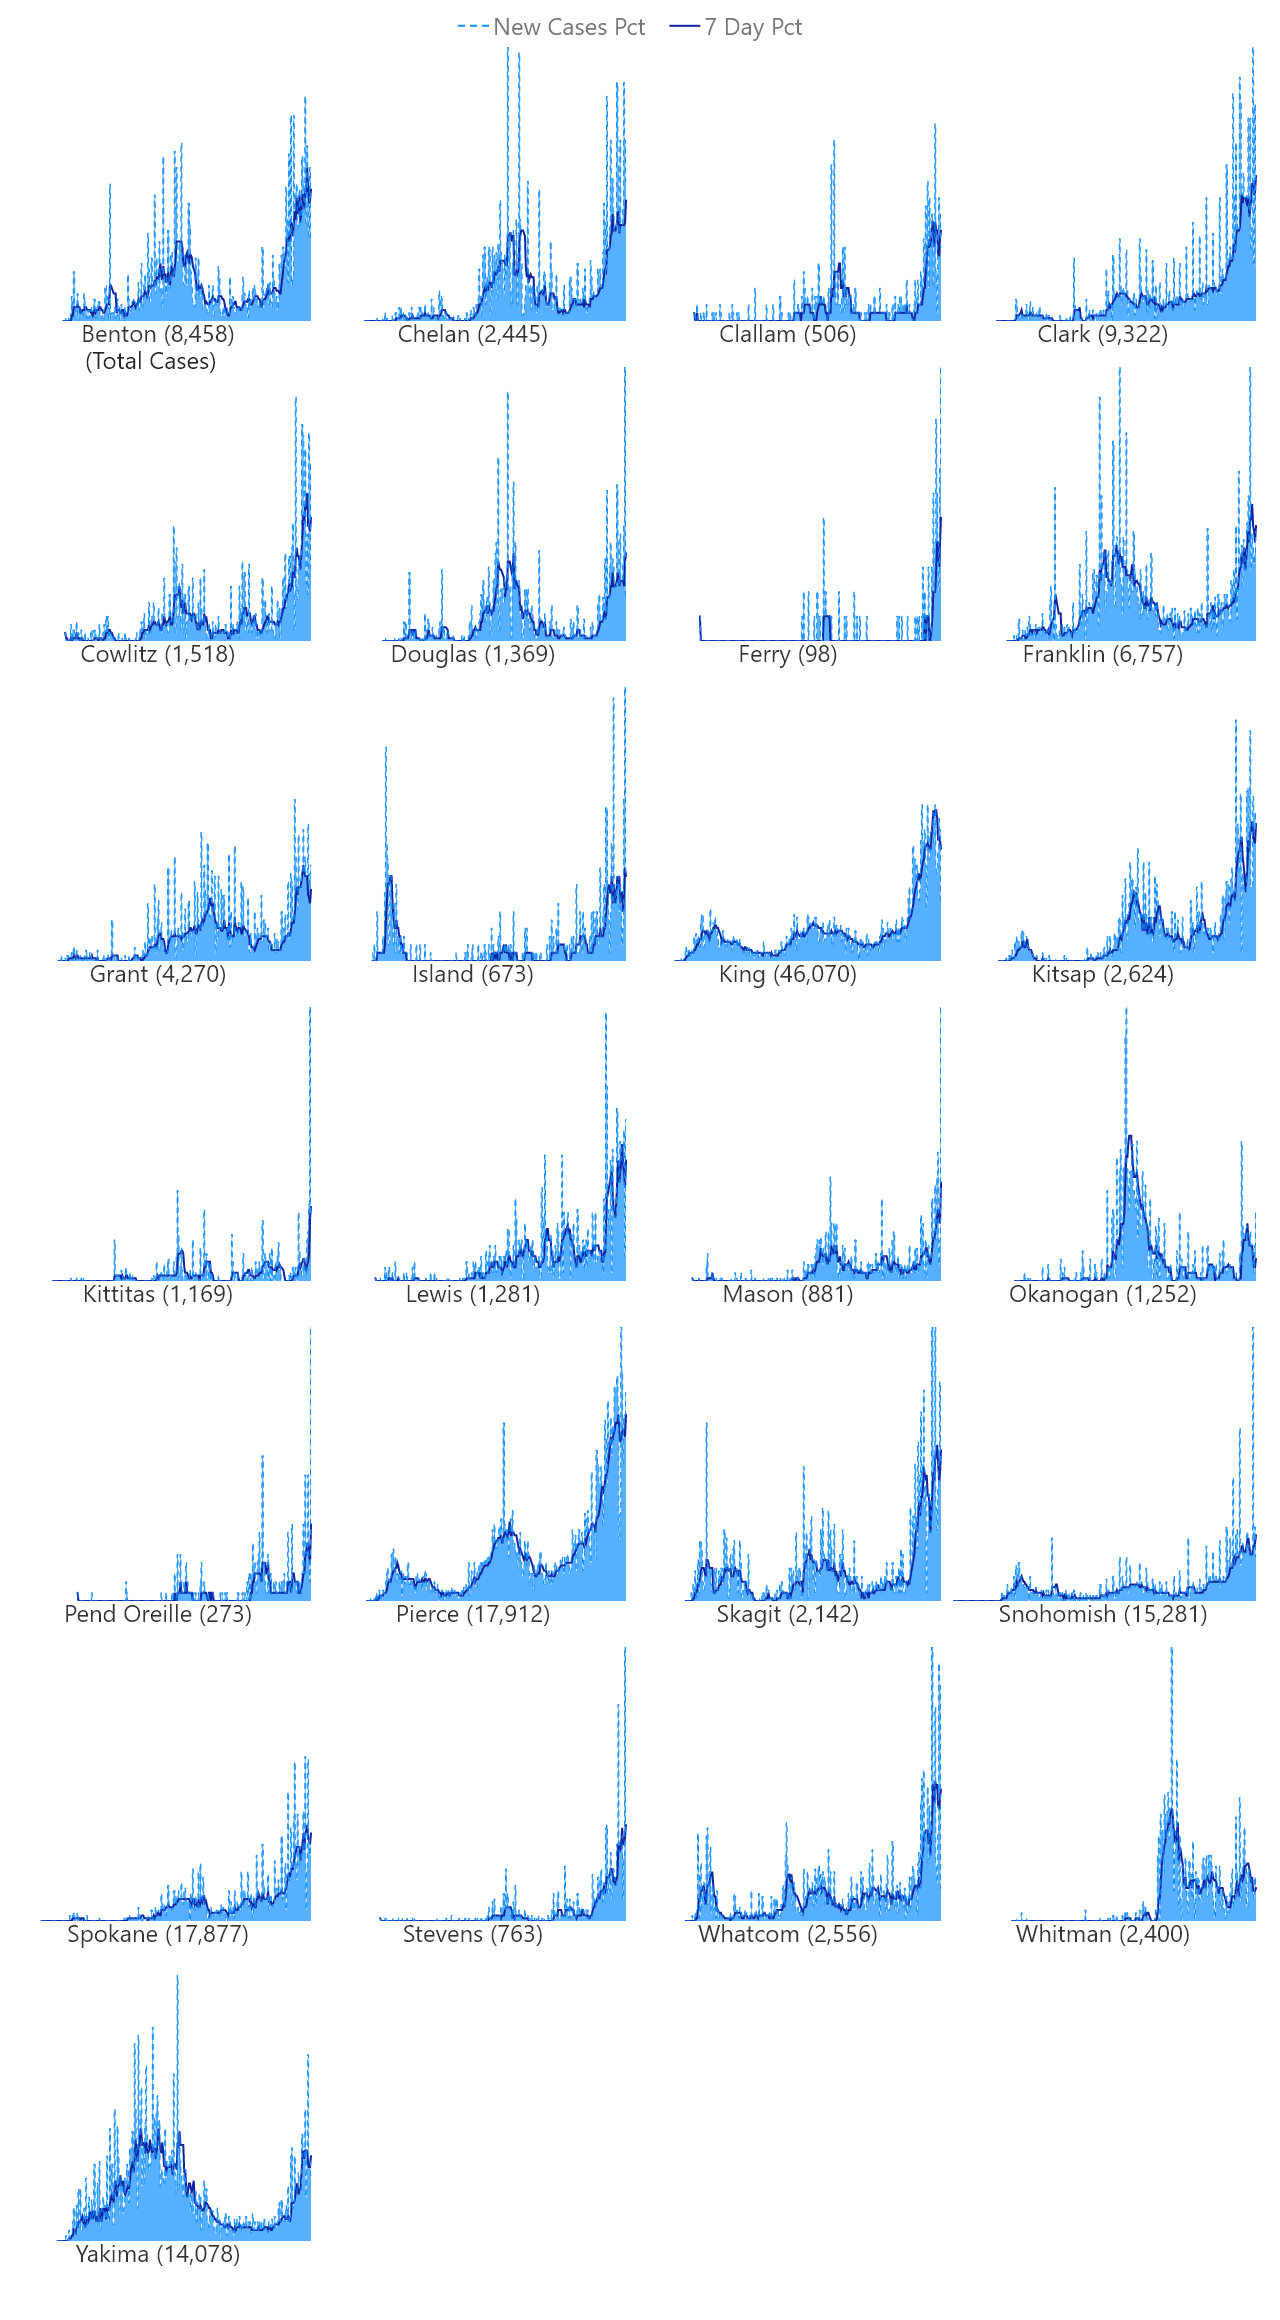 New Cases Pct 7 Day Pct
Benton (8,458) Chelan (2,445) Clallam (506) Clark (9,322)
(Total Cases)
Cowlitz (1,518) Douglas (1,369) Ferry (98) Franklin (6,757)
Grant (4,270) Island (673) King (46,070) Kitsap (2,624)
Kittitas (1,169) Lewis (1,281) Mason (881) Okanogan (1,252)
Pend Oreille (273) Pierce (17,912) Skagit (2,142) Snohomish (15,281)
Spokane (17,877) Stevens (763) Whatcom (2,556) Whitman (2,400)
Yakima (14,078)